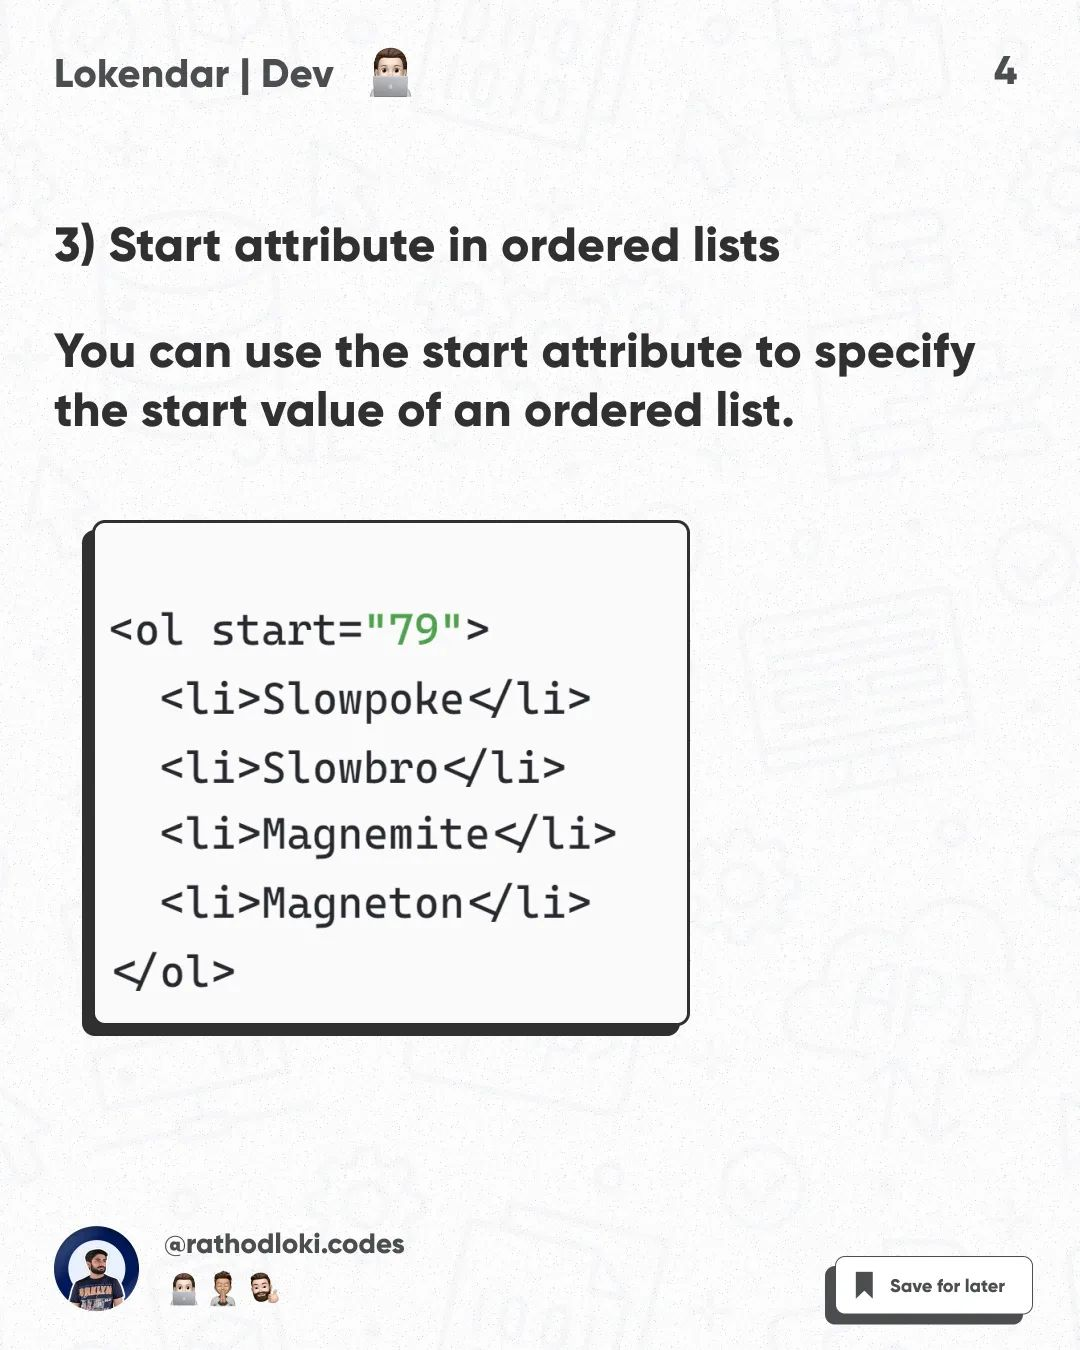 Lokendar | Dev
4
3) Start attribute in ordered lists
You can use the start attribute to specify
the start value of an ordered list.
<ol start="79">
<li>Slowpoke</li>
<li>Slowbro</li>
<li>Magnemite</li>
<li>Magneton</li>
</ol>
@rathodloki.codes
Save for later